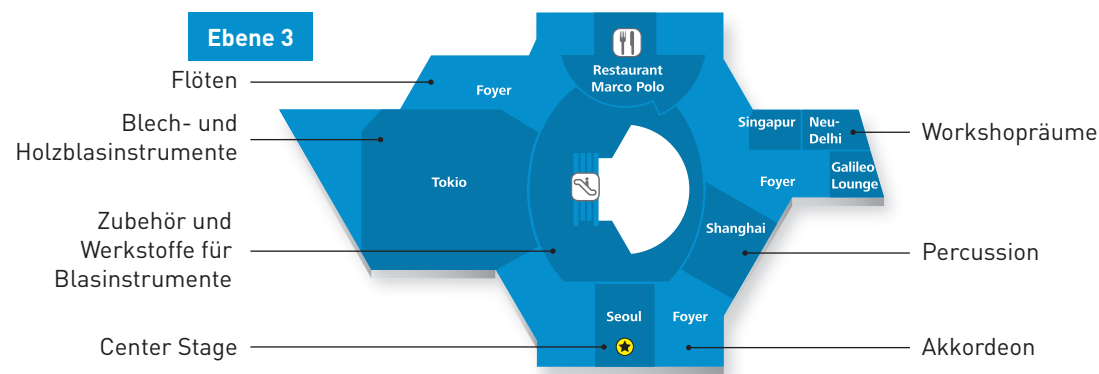 Ebene 3
Flöten
Blech- und
Holzblasinstrumente
Zubehör und
Werkstoffe für
Blasinstrumente
Center Stage
Foyer
Restaurant
Marco Polo
Tokio
Singapur
Neu-
Delhi
Foyer
Galileo
Lounge
Shanghai
Seoul
Foyer
Workshopräume
Percussion
Akkordeon